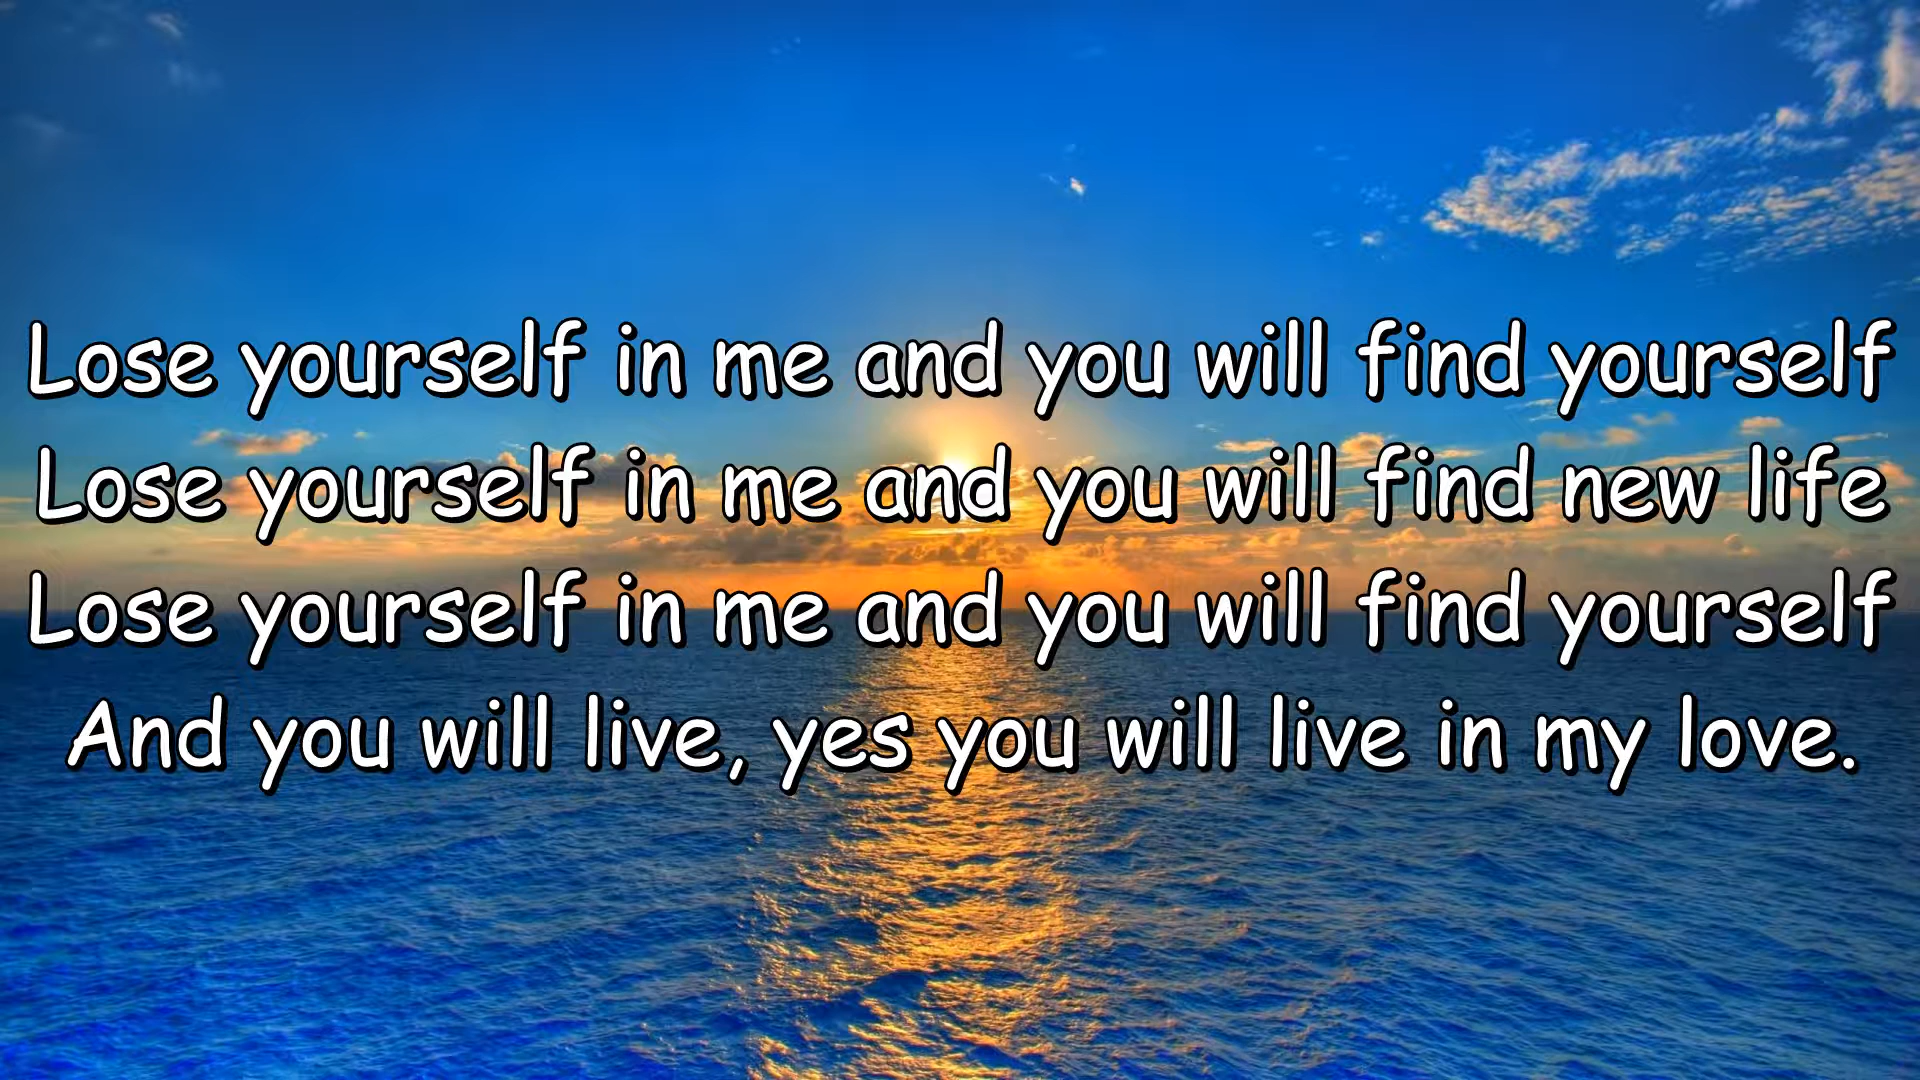 Lose yourself in me and you will find yourself
Lose yourself in me and you will find new life
Lose yourself in me and you will find yourself
And you will live, yes you will live in my love.